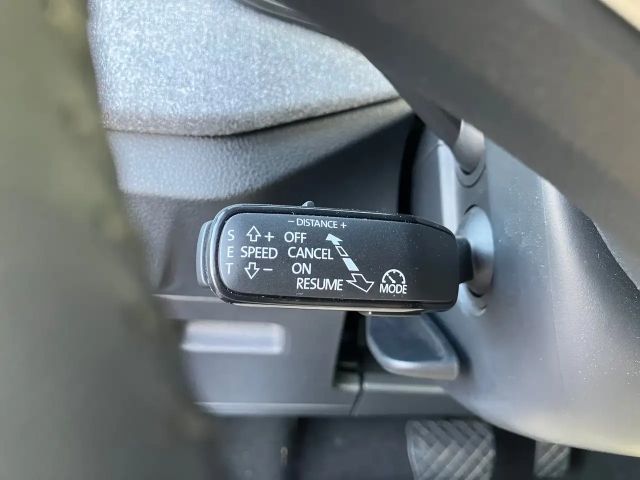 − DISTANCE +
S + OFF
E SPEED CANCEL
T − ON
RESUME MODE